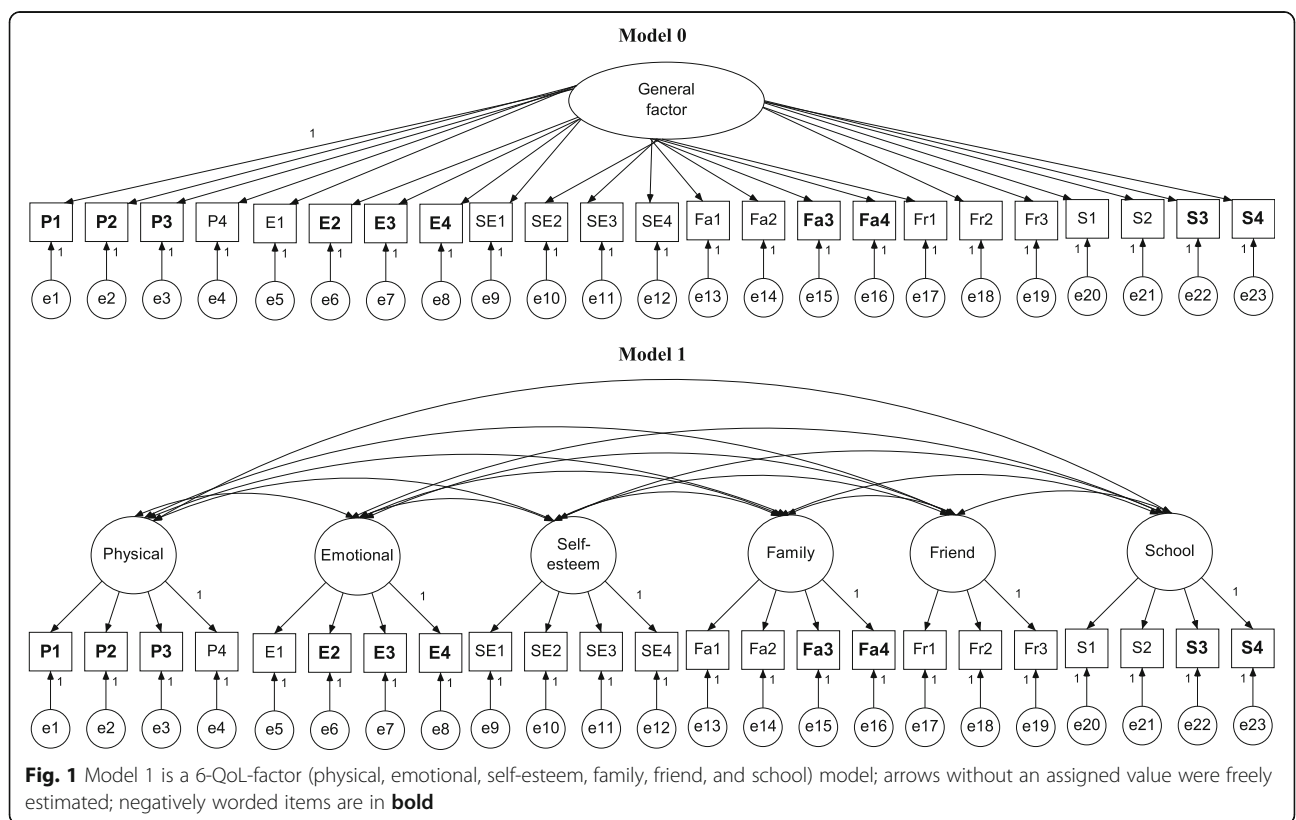 Model 0
General
factor
1
P1 P2 P3 P4 E1 E2 E3 E4 SE1 SE2 SE3 SE4 Fa1 Fa2 Fa3 Fa4 Fr1 Fr2 Fr3 S1 S2 S3 S4
1 1 1 1 1 1 1 1 1 1 1 1 1 1 1 1 1 1 1 1 1 1 1
e1 e2 e3 e4 e5 e6 e7 e8 e9 e10 e11 e12 e13 e14 e15 e16 e17 e18 e19 e20 e21 e22 e23
Model 1
Physical Emotional Self-esteem Family Friend School
1 1 1 1 1 1
P1 P2 P3 P4 E1 E2 E3 E4 SE1 SE2 SE3 SE4 Fa1 Fa2 Fa3 Fa4 Fr1 Fr2 Fr3 S1 S2 S3 S4
1 1 1 1 1 1 1 1 1 1 1 1 1 1 1 1 1 1 1 1 1 1 1
e1 e2 e3 e4 e5 e6 e7 e8 e9 e10 e11 e12 e13 e14 e15 e16 e17 e18 e19 e20 e21 e22 e23
Fig. 1 Model 1 is a 6-QoL-factor (physical, emotional, self-esteem, family, friend, and school) model; arrows without an assigned value were freely
estimated; negatively worded items are in bold